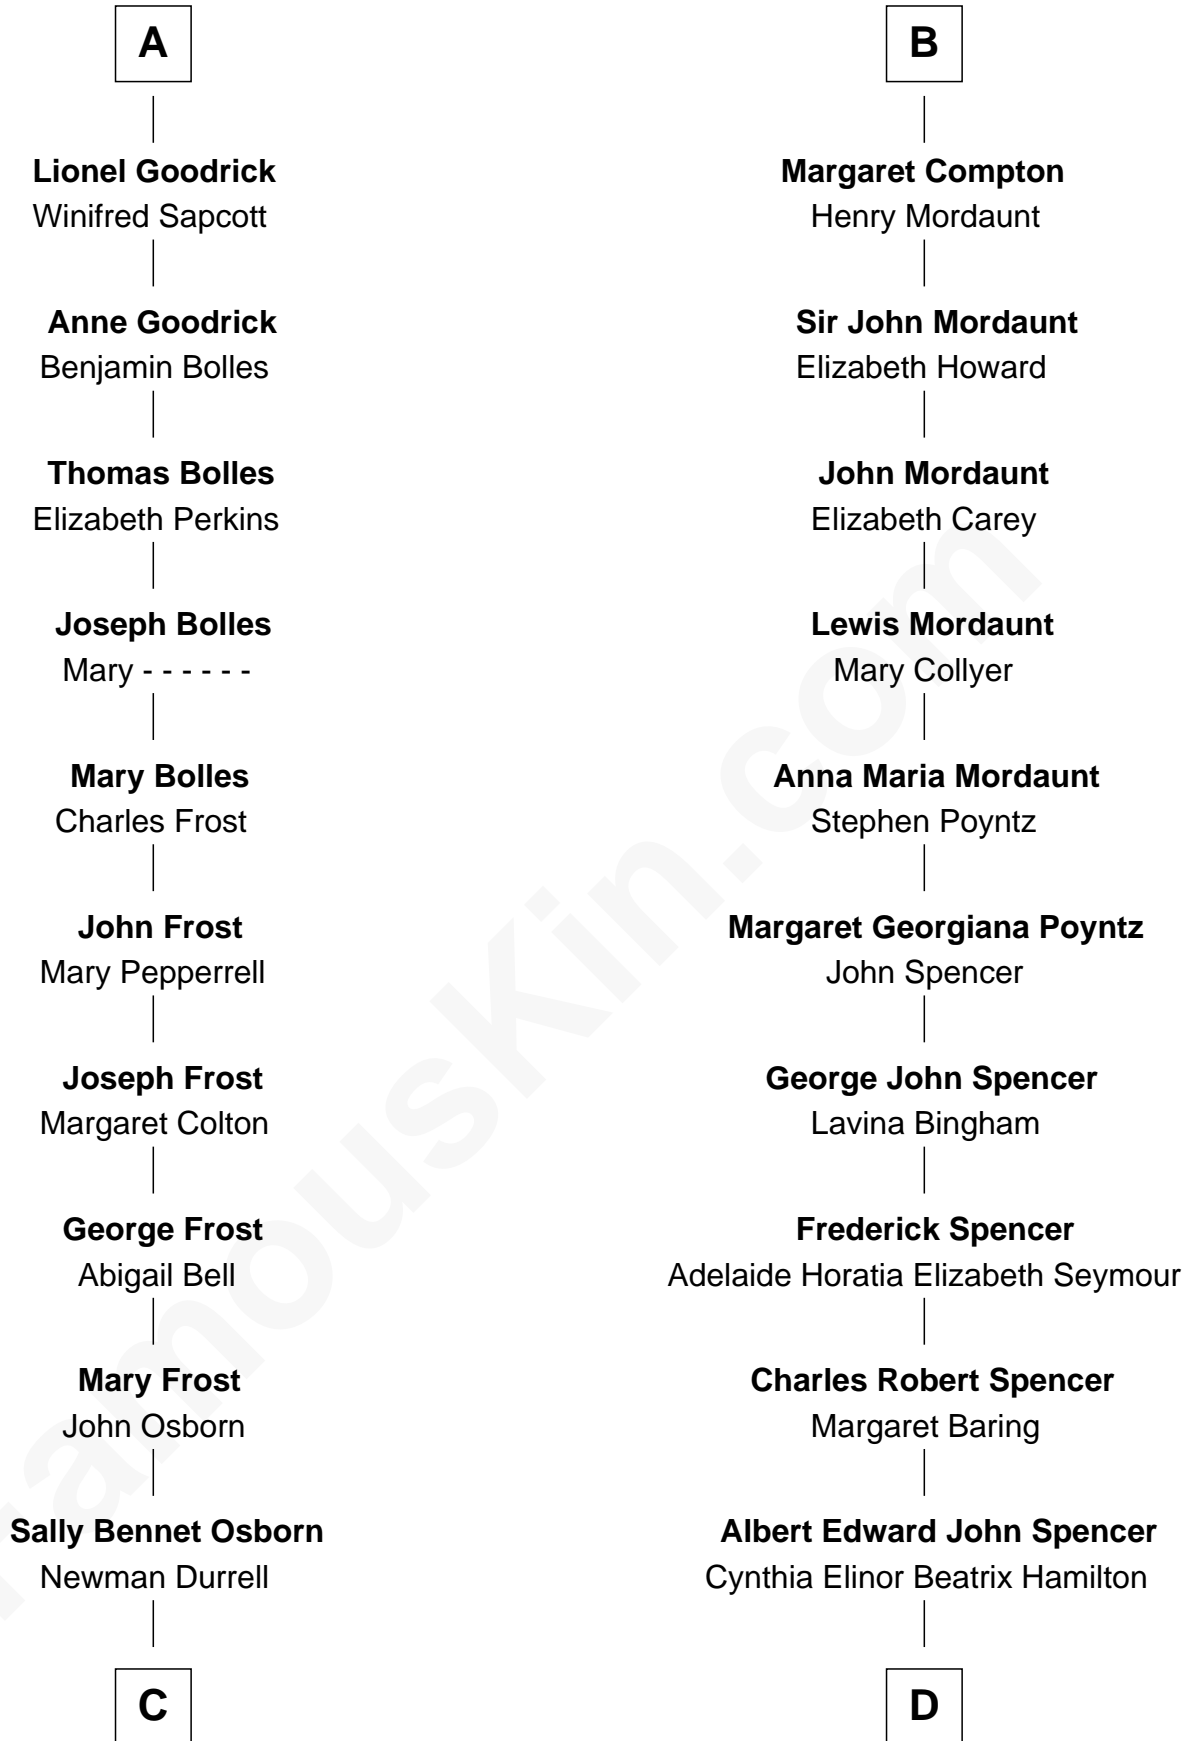 A
Lionel Goodrick
Winifred Sapcott
Anne Goodrick
Benjamin Bolles
Thomas Bolles
Elizabeth Perkins
Joseph Bolles
Mary - - - - - -
Mary Bolles
Charles Frost
John Frost
Mary Pepperrell
Joseph Frost
Margaret Colton
George Frost
Abigail Bell
Mary Frost
John Osborn
Sally Bennet Osborn
Newman Durrell
C
B
Margaret Compton
Henry Mordaunt
Sir John Mordaunt
Elizabeth Howard
John Mordaunt
Elizabeth Carey
Lewis Mordaunt
Mary Collyer
Anna Maria Mordaunt
Stephen Poyntz
Margaret Georgiana Poyntz
John Spencer
George John Spencer
Lavina Bingham
Frederick Spencer
Adelaide Horatia Elizabeth Seymour
Charles Robert Spencer
Margaret Baring
Albert Edward John Spencer
Cynthia Elinor Beatrix Hamilton
D
FamousKin.com